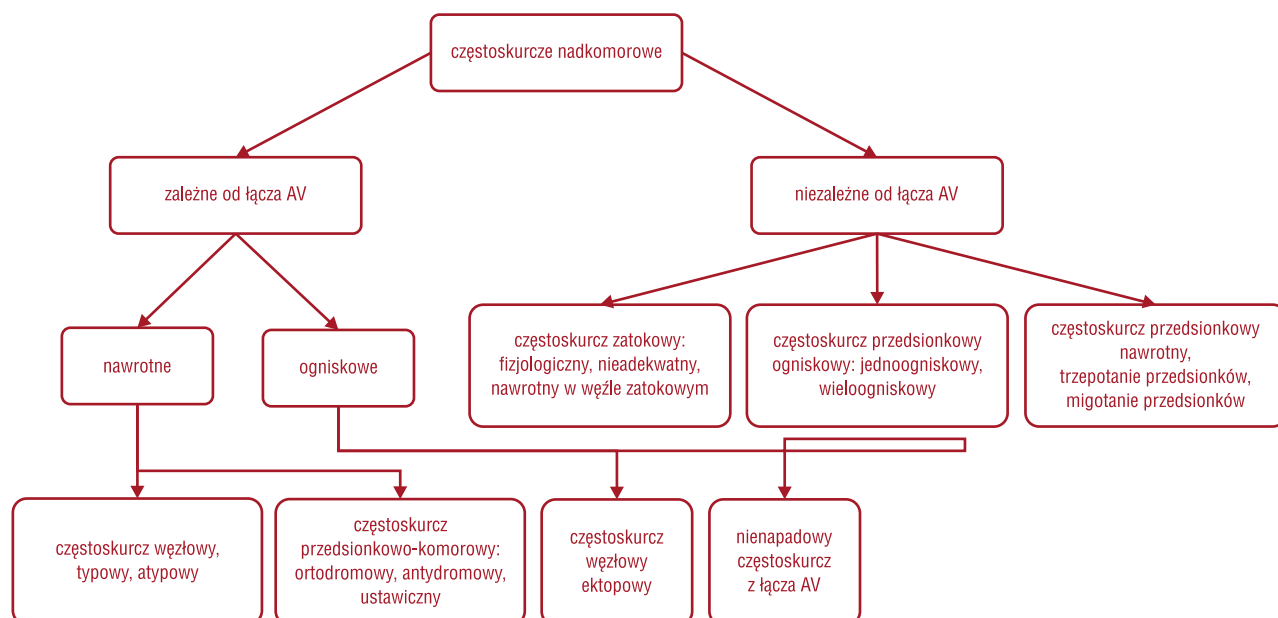 częstoskurcze nadkomorowe
zależne od łącza AV
niezależne od łącza AV
nawrotne
ogniskowe
częstoskurcz zatokowy:
fizjologiczny, nieadekwatny,
nawrotny w węźle zatokowym
częstoskurcz przedsionkowy
ogniskowy: jednoogniskowy,
wieloogniskowy
częstoskurcz przedsionkowy
nawrotny,
trzepotanie przedsionków,
migotanie przedsionków
częstoskurcz węzłowy,
typowy, atypowy
częstoskurcz
przedsionkowo-komorowy:
ortodromowy, antydromowy,
ustawiczny
częstoskurcz
węzłowy
ektopowy
nienapadowy
częstoskurcz
z łącza AV